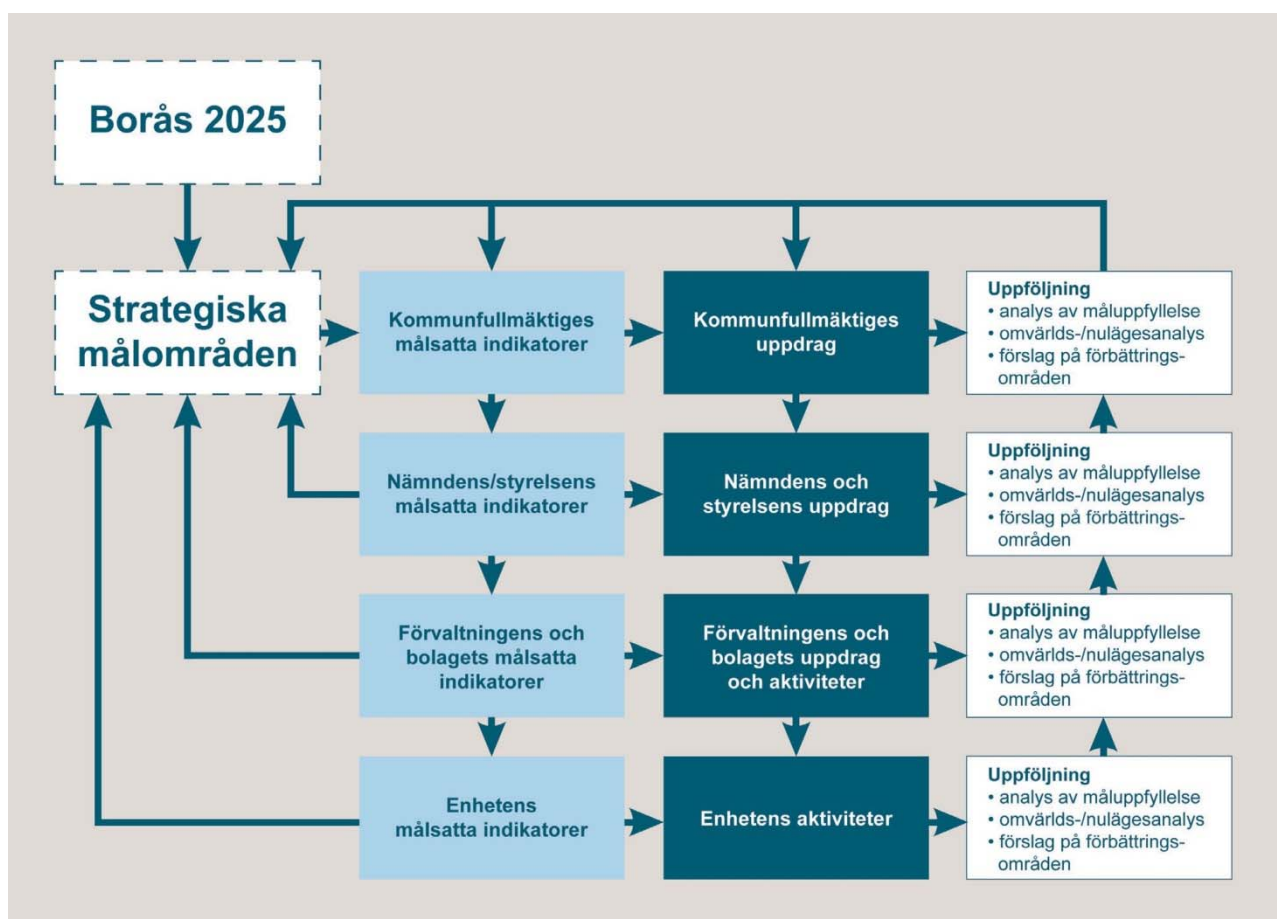 Borås 2025
Strategiska
målområden
Kommunfullmäktiges
målsatta indikatorer
Kommunfullmäktiges
uppdrag
Uppföljning
• analys av måluppfyllelse
• omvärlds-/nulägesanalys
• förslag på förbättrings-
områden
Nämndens/styrelsens
målsatta indikatorer
Nämndens och
styrelsens uppdrag
Uppföljning
• analys av måluppfyllelse
• omvärlds-/nulägesanalys
• förslag på förbättrings-
områden
Förvaltningens och
bolagets målsatta
indikatorer
Förvaltningens och
bolagets uppdrag
och aktiviteter
Uppföljning
• analys av måluppfyllelse
• omvärlds-/nulägesanalys
• förslag på förbättrings-
områden
Enhetens
målsatta indikatorer
Enhetens aktiviteter
Uppföljning
• analys av måluppfyllelse
• omvärlds-/nulägesanalys
• förslag på förbättrings-
områden